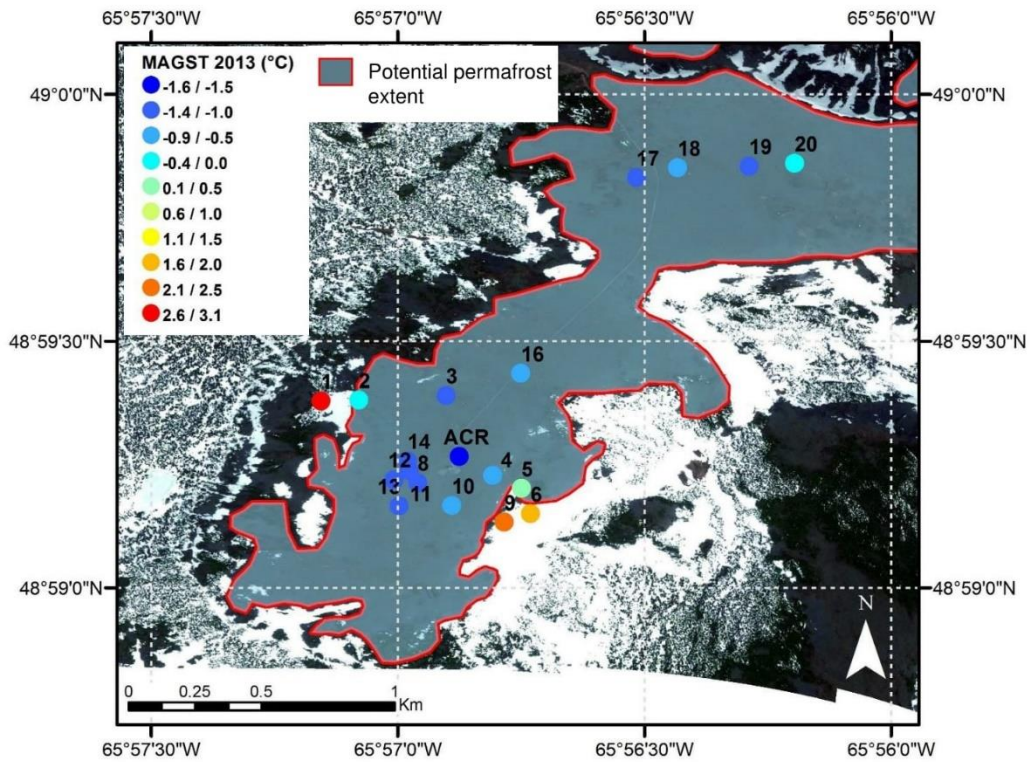 65°57'30"W 65°57'0"W 65°56'30"W 65°56'0"W
MAGST 2013 (°C)
-1.6 / -1.5
-1.4 / -1.0
-0.9 / -0.5
-0.4 / 0.0
0.1 / 0.5
0.6 / 1.0
1.1 / 1.5
1.6 / 2.0
2.1 / 2.5
2.6 / 3.1
Potential permafrost
extent
49°0'0"N 49°0'0"N
17 18 19 20
48°59'30"N 48°59'30"N
16
1 2 3
14 ACR
12 8 4 5
13 11 10 9 6
48°59'0"N 48°59'0"N
N
0 0.25 0.5 1
Km
65°57'30"W 65°57'0"W 65°56'30"W 65°56'0"W